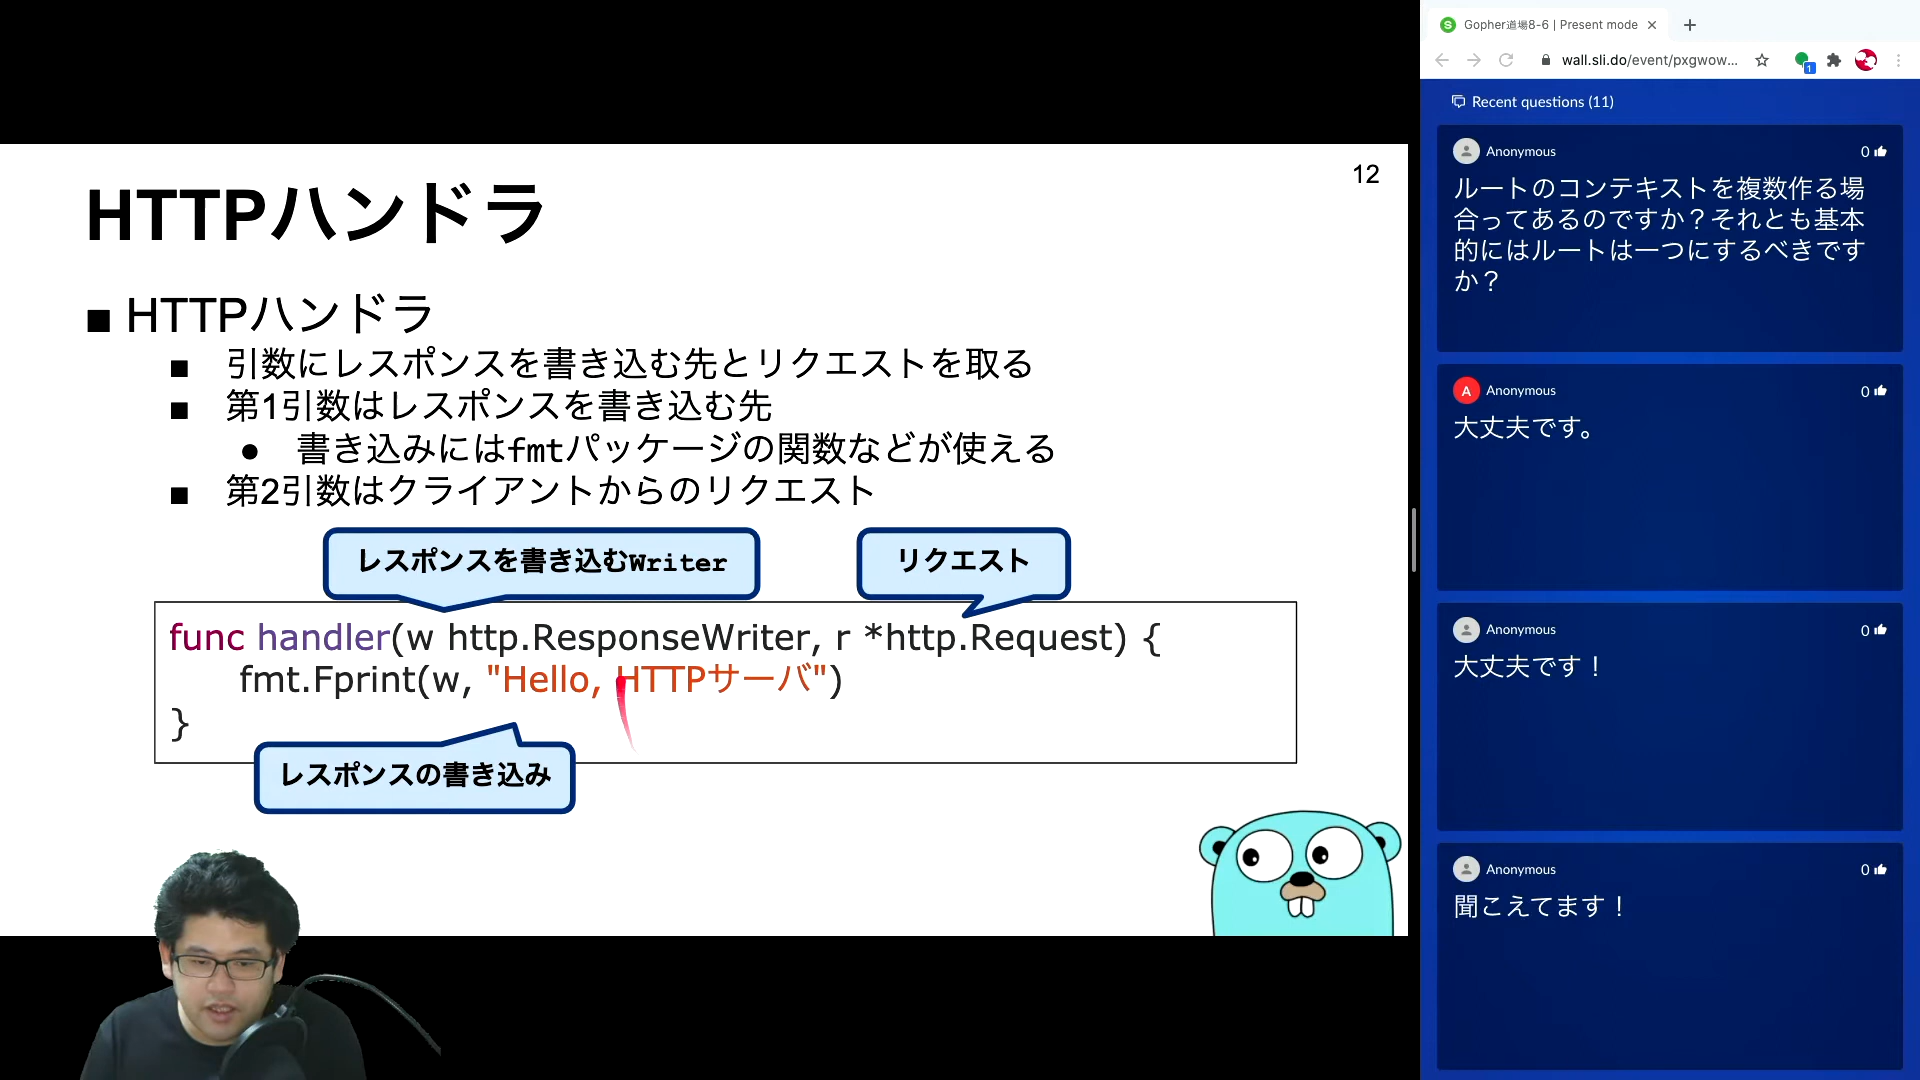 12
HTTPハンドラ
■ HTTPハンドラ
■ 引数にレスポンスを書き込む先とリクエストを取る
■ 第1引数はレスポンスを書き込む先
● 書き込みにはfmtパッケージの関数などが使える
■ 第2引数はクライアントからのリクエスト
レスポンスを書き込むWriter
リクエスト
func handler(w http.ResponseWriter, r *http.Request) {
fmt.Fprint(w, "Hello, HTTPサーバ")
}
レスポンスの書き込み
S Gopher道場8-6 | Present mode
wall.sli.do/event/pxgwow...
1
Recent questions (11)
Anonymous 0
ルートのコンテキストを複数作る場
合ってあるのですか？それとも基本
的にはルートは一つにするべきです
か？
A Anonymous 0
大丈夫です。
Anonymous 0
大丈夫です！
Anonymous 0
聞こえてます！